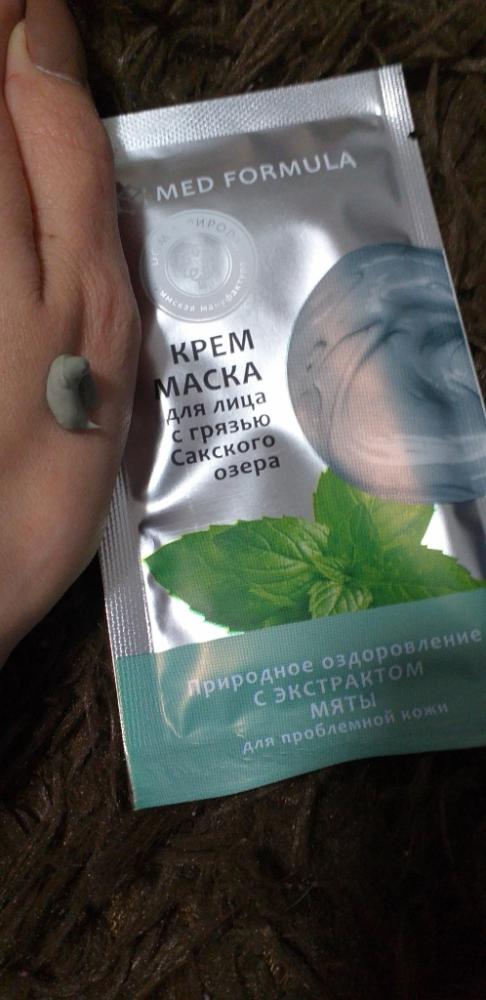 MED FORMULA
КРЕМ
МАСКА
для лица
с грязью
Сакского
озера
Природное оздоровление
С ЭКСТРАКТОМ
МЯТЫ
для проблемной кожи